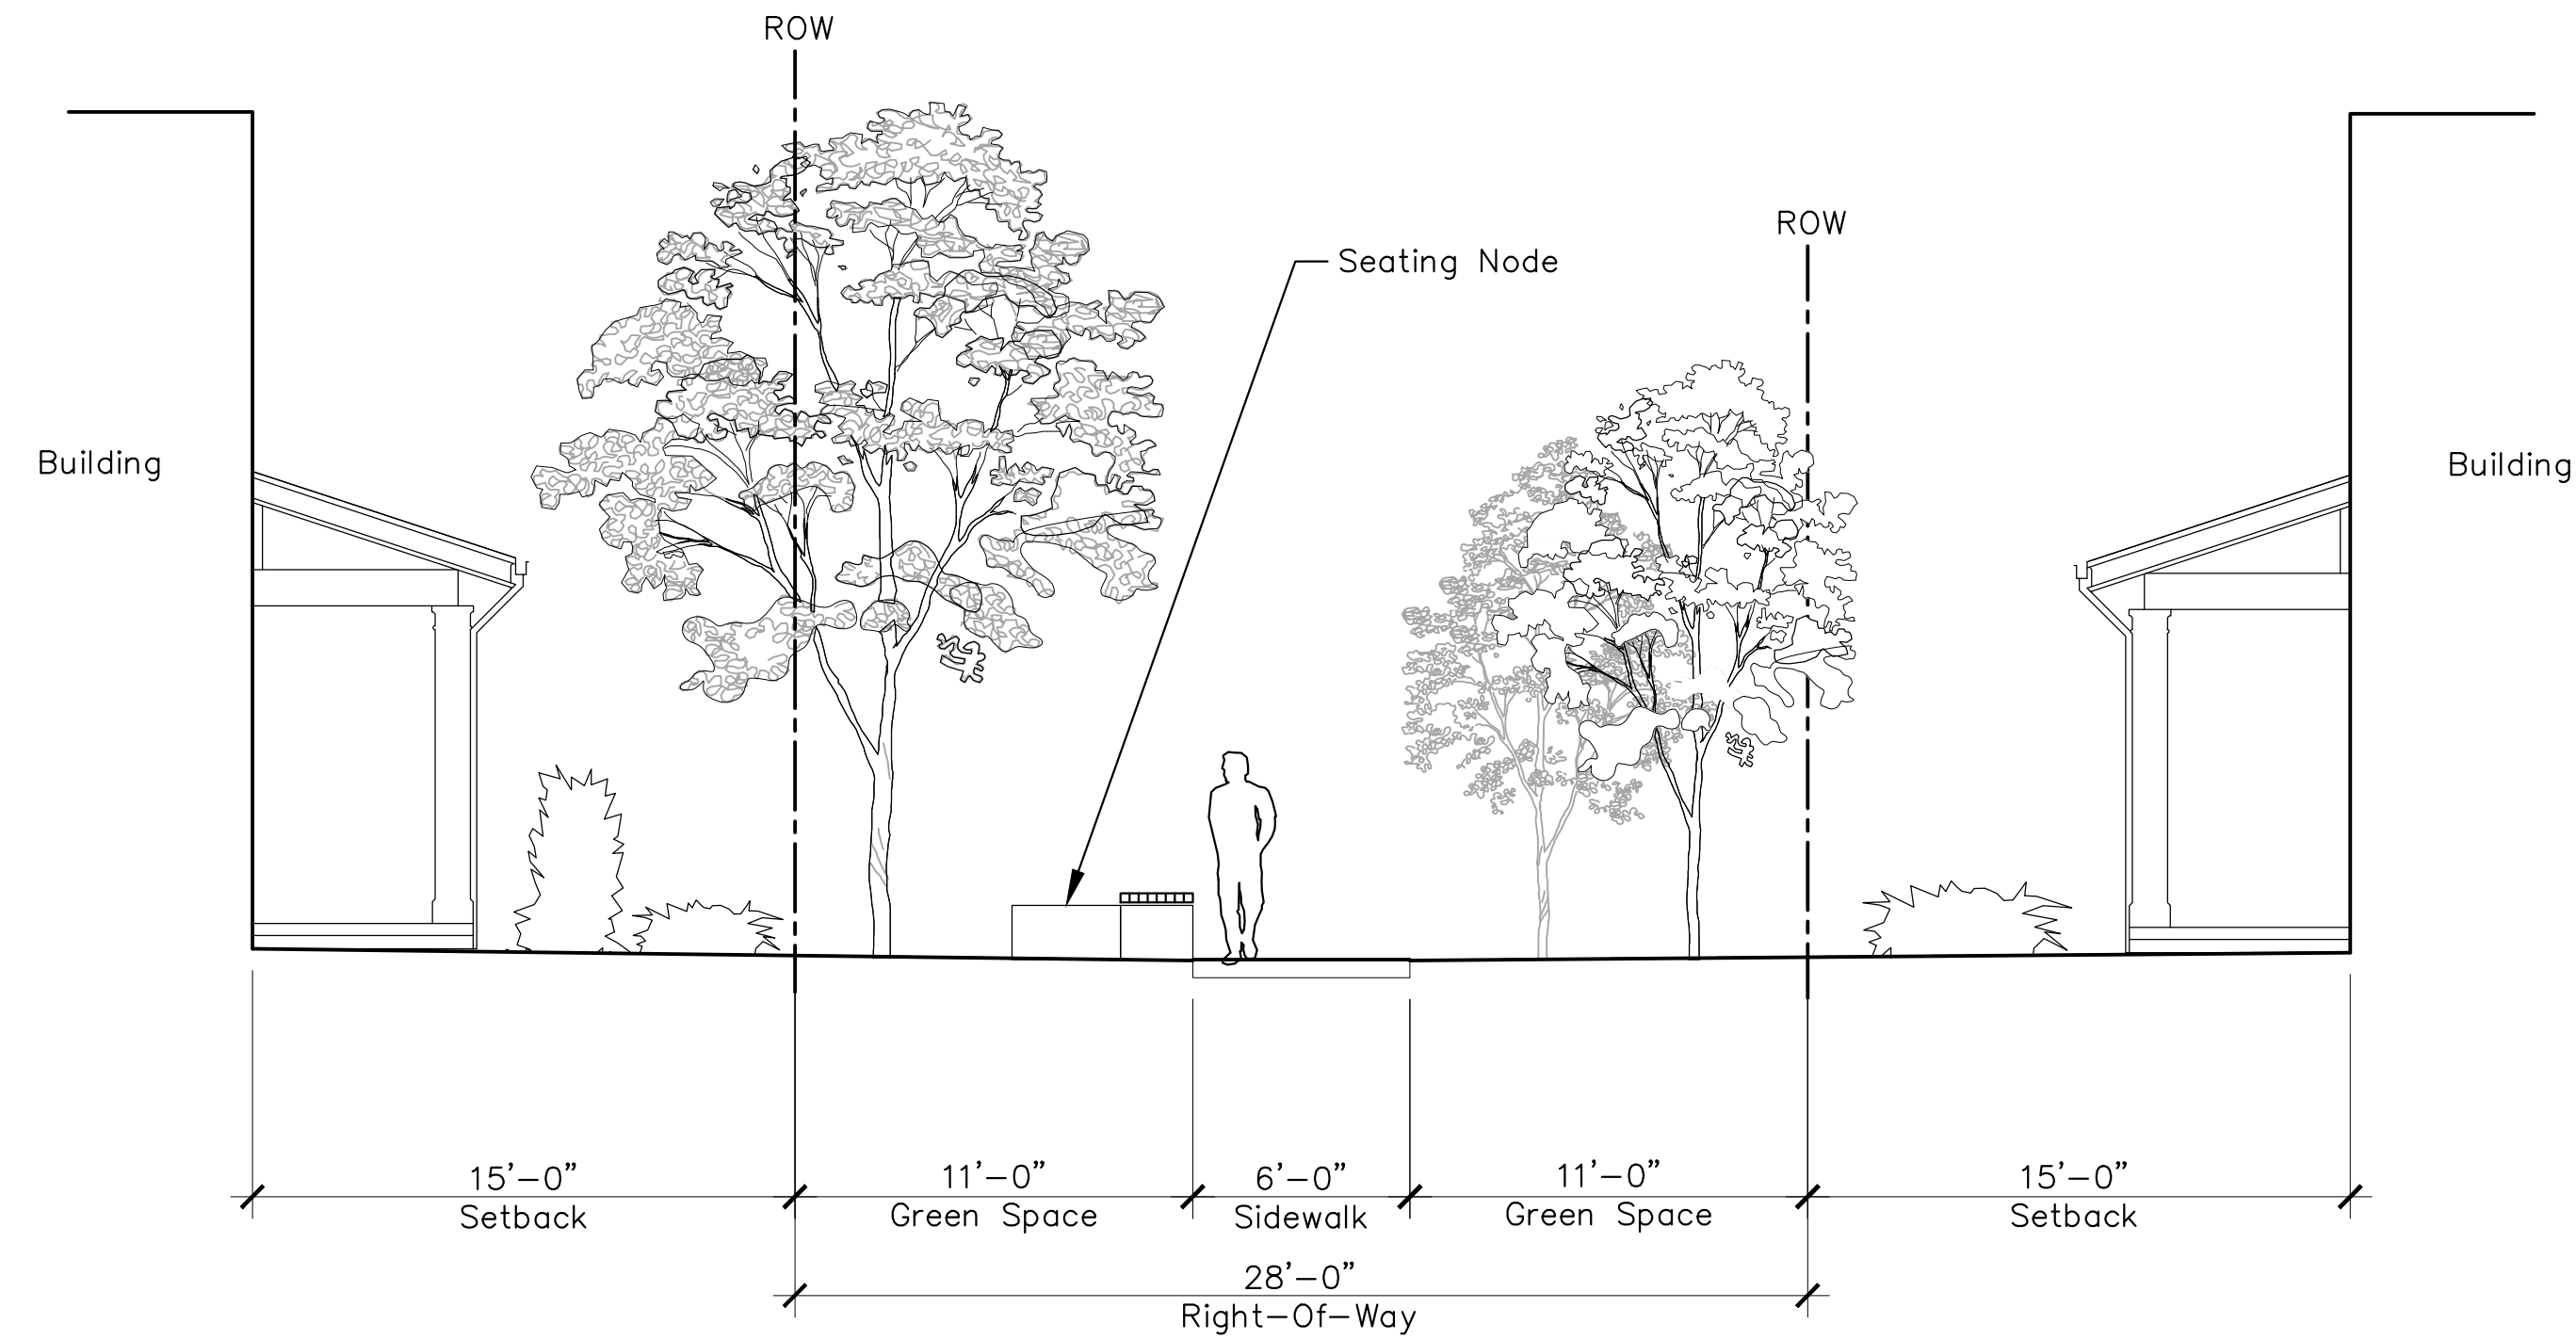 ROW
ROW
Seating Node
Building
Building
15'-0"
Setback
11'-0"
Green Space
6'-0"
Sidewalk
11'-0"
Green Space
15'-0"
Setback
28'-0"
Right-Of-Way